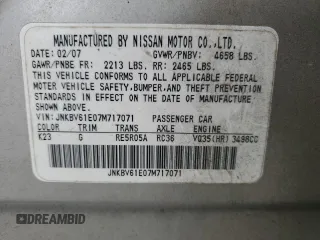 MANUFACTURED BY NISSAN MOTOR CO.,LTD.
DATE: 02/07 GVWR/PNBV: 4658 LBS.
GAWR/PNBE FR: 2213 LBS. RR: 2465 LBS.
THIS VEHICLE CONFORMS TO ALL APPLICABLE FEDERAL
MOTOR VEHICLE SAFETY, BUMPER, AND THEFT PREVENTION
STANDARDS IN EFFECT ON THE DATE OF MANUFACTURE
SHOWN ABOVE.
VIN: JNKBV61E07M717071 PASSENGER CAR
COLOR TRIM TRANS AXLE ENGINE
K23 G RE5R05A RC36 VQ35(HR) 3498CC
JNKBV61E07M717071